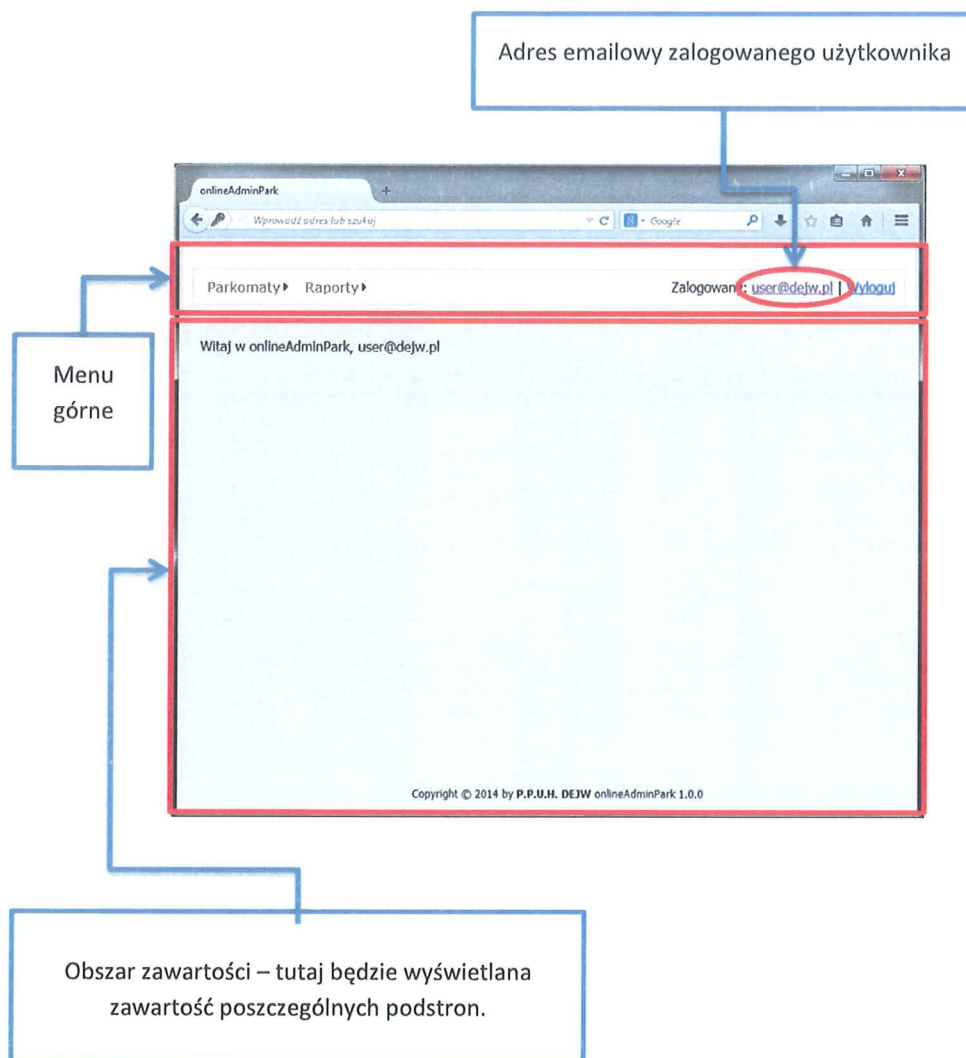 Adres emailowy zalogowanego użytkownika
onlineAdminPark
Wprowadź adres lub szukaj
Google
Parkomaty Raporty Zalogowany: user@dejw.pl | Wyloguj
Witaj w onlineAdminPark, user@dejw.pl
Menu
górne
Copyright © 2014 by P.P.U.H. DEJW onlineAdminPark 1.0.0
Obszar zawartości – tutaj będzie wyświetlana
zawartość poszczególnych podstron.